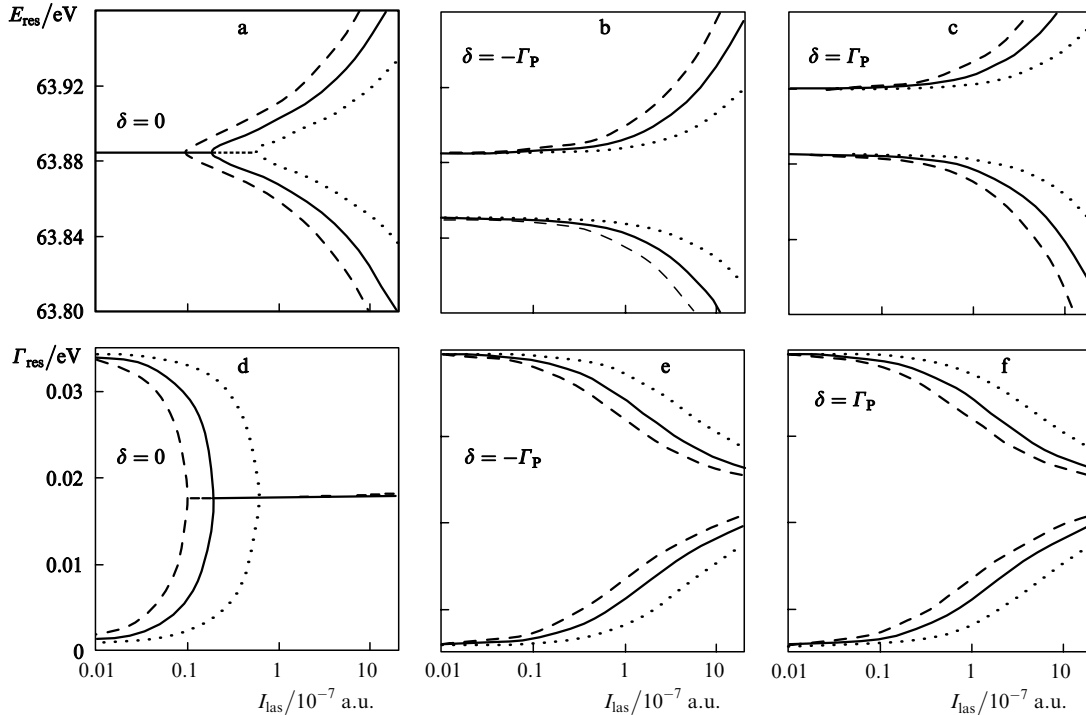 E_res/eV
a
b
c
δ = 0
δ = −Γ_P
δ = Γ_P
63.92
63.88
63.84
63.80
Γ_res/eV
d
e
f
δ = 0
δ = −Γ_P
δ = Γ_P
0.03
0.02
0.01
0
0.01 0.1 1 10
0.01 0.1 1 10
0.01 0.1 1 10
I_las/10⁻⁷ a.u.
I_las/10⁻⁷ a.u.
I_las/10⁻⁷ a.u.